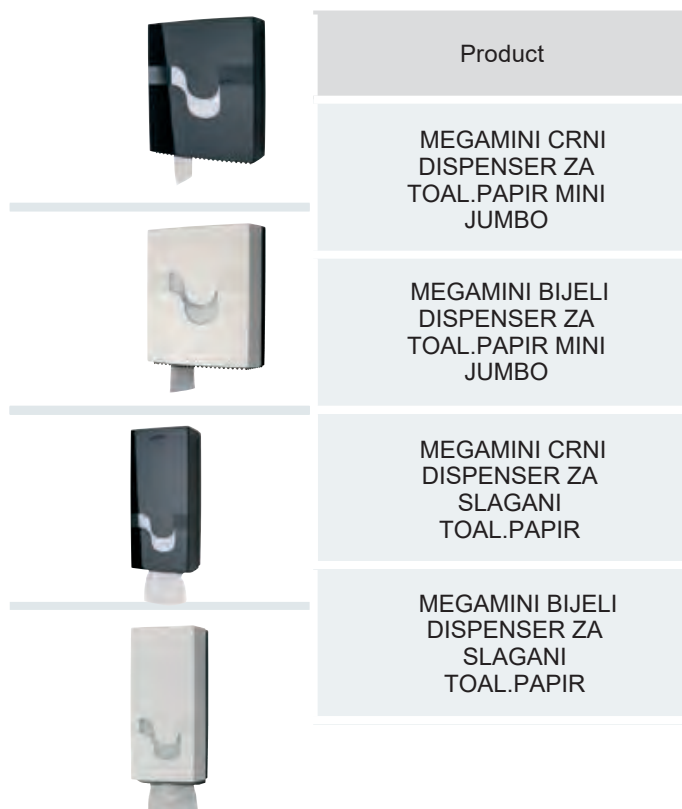 Product
MEGAMINI CRNI
DISPENSER ZA
TOAL.PAPIR MINI
JUMBO
MEGAMINI BIJELI
DISPENSER ZA
TOAL.PAPIR MINI
JUMBO
MEGAMINI CRNI
DISPENSER ZA
SLAGANI
TOAL.PAPIR
MEGAMINI BIJELI
DISPENSER ZA
SLAGANI
TOAL.PAPIR